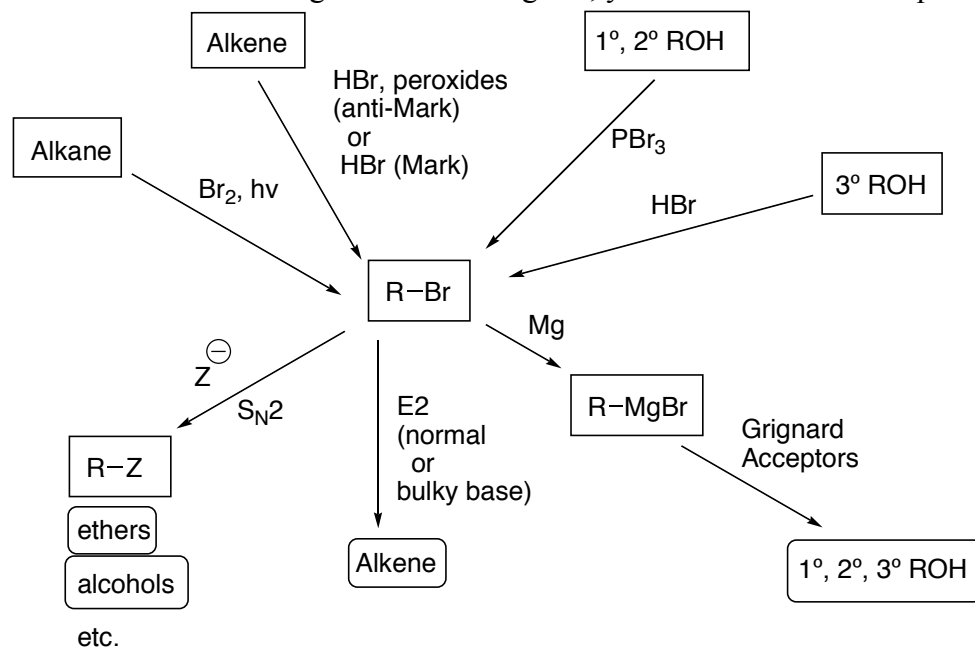 Alkene
1º, 2º ROH
HBr, peroxides
(anti-Mark)
or
HBr (Mark)
Alkane
PBr3
Br2, hv
3º ROH
HBr
R–Br
Mg
Z
–
SN2
E2
(normal
or
bulky base)
R–MgBr
Grignard
Acceptors
R–Z
ethers
alcohols
Alkene
1º, 2º, 3º ROH
etc.